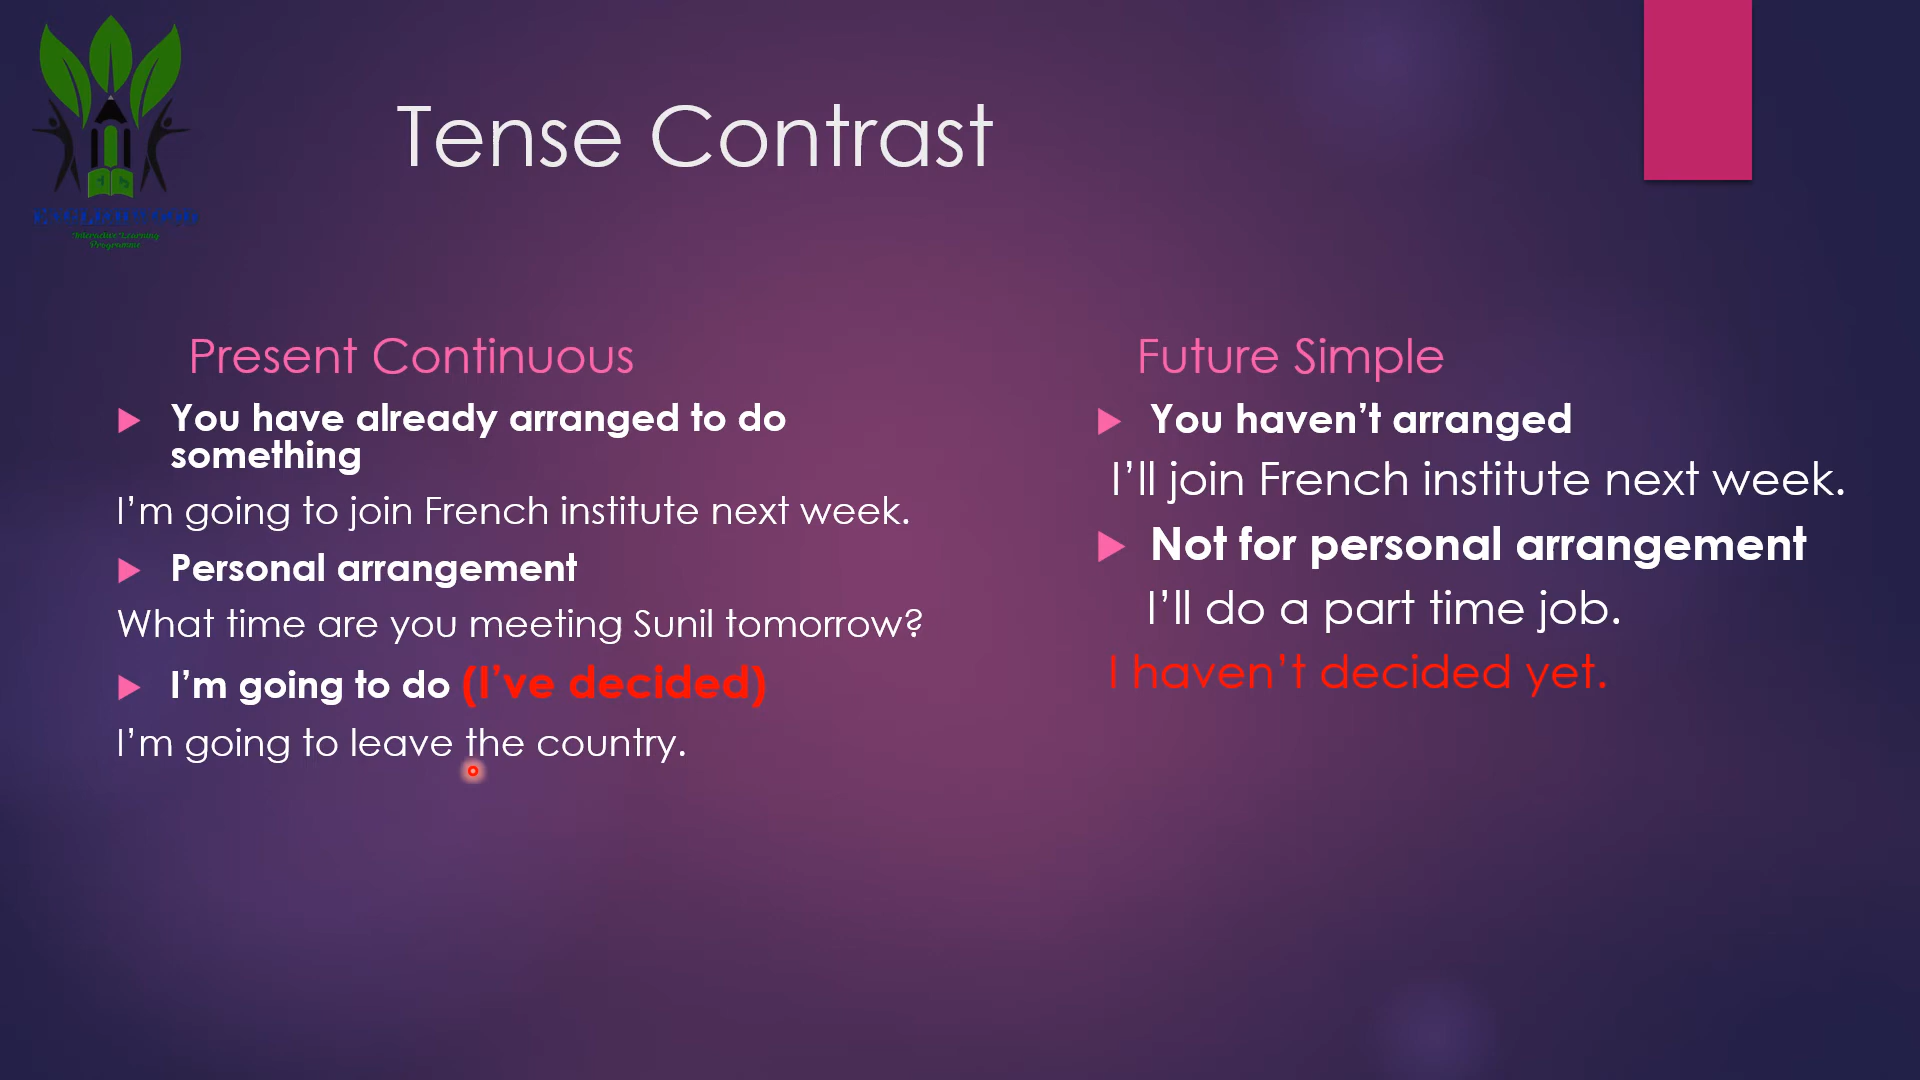 Interactive Learning
Programme
Tense Contrast
Present Continuous
You have already arranged to do
something
I'm going to join French institute next week.
Personal arrangement
What time are you meeting Sunil tomorrow?
I'm going to do (I've decided)
I'm going to leave the country.
Future Simple
You haven't arranged
I'll join French institute next week.
Not for personal arrangement
I'll do a part time job.
I haven't decided yet.